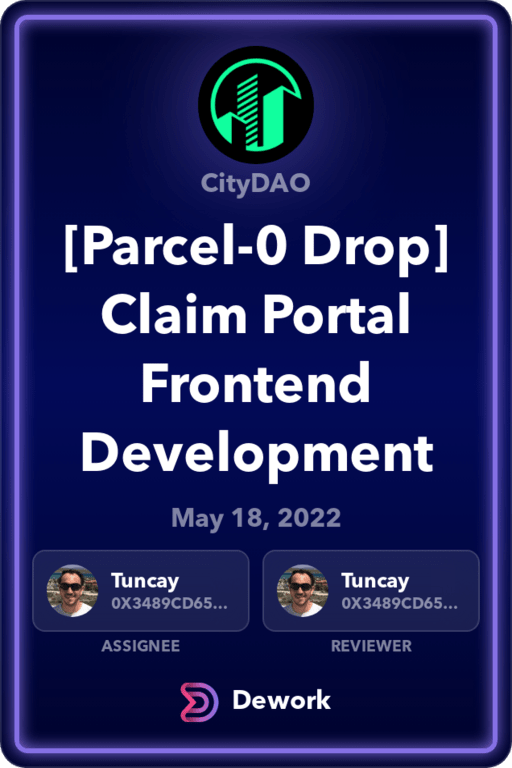 CityDAO
[Parcel-0 Drop]
Claim Portal
Frontend
Development
May 18, 2022
Tuncay
0X3489CD65...
ASSIGNEE
Tuncay
0X3489CD65...
REVIEWER
Dework